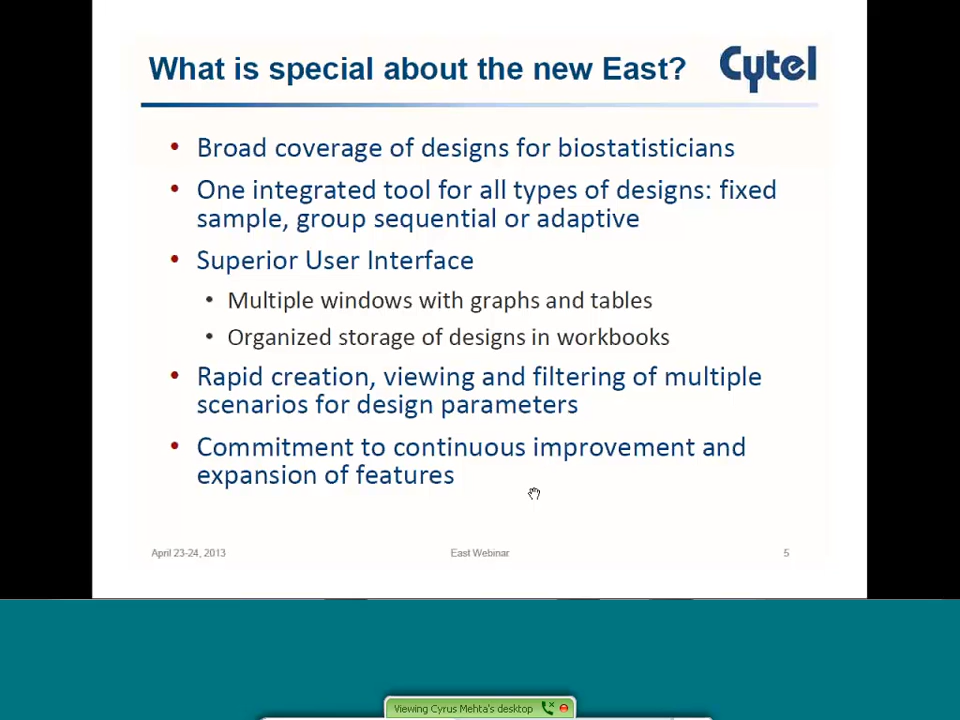 What is special about the new East?
Cytel
• Broad coverage of designs for biostatisticians
• One integrated tool for all types of designs: fixed
sample, group sequential or adaptive
• Superior User Interface
• Multiple windows with graphs and tables
• Organized storage of designs in workbooks
• Rapid creation, viewing and filtering of multiple
scenarios for design parameters
• Commitment to continuous improvement and
expansion of features
April 23-24, 2013
East Webinar
5
Viewing Cyrus Mehta's desktop